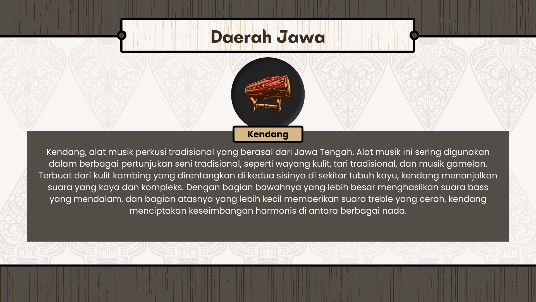 Daerah Jawa
Kendang
Kendang, alat musik perkusi tradisional yang berasal dari Jawa Tengah. Alat musik ini sering digunakan
dalam berbagai pertunjukan seni tradisional, seperti wayang kulit, tari tradisional, dan musik gamelan.
Terbuat dari kulit kambing yang direntangkan di kedua sisinya di sekitar tubuh kayu, kendang menonjolkan
suara yang kaya dan kompleks. Dengan bagian bawahnya yang lebih besar menghasilkan suara bass
yang mendalam, dan bagian atasnya yang lebih kecil memberikan suara treble yang cerah, kendang
menciptakan keseimbangan harmonis di antara berbagai nada.